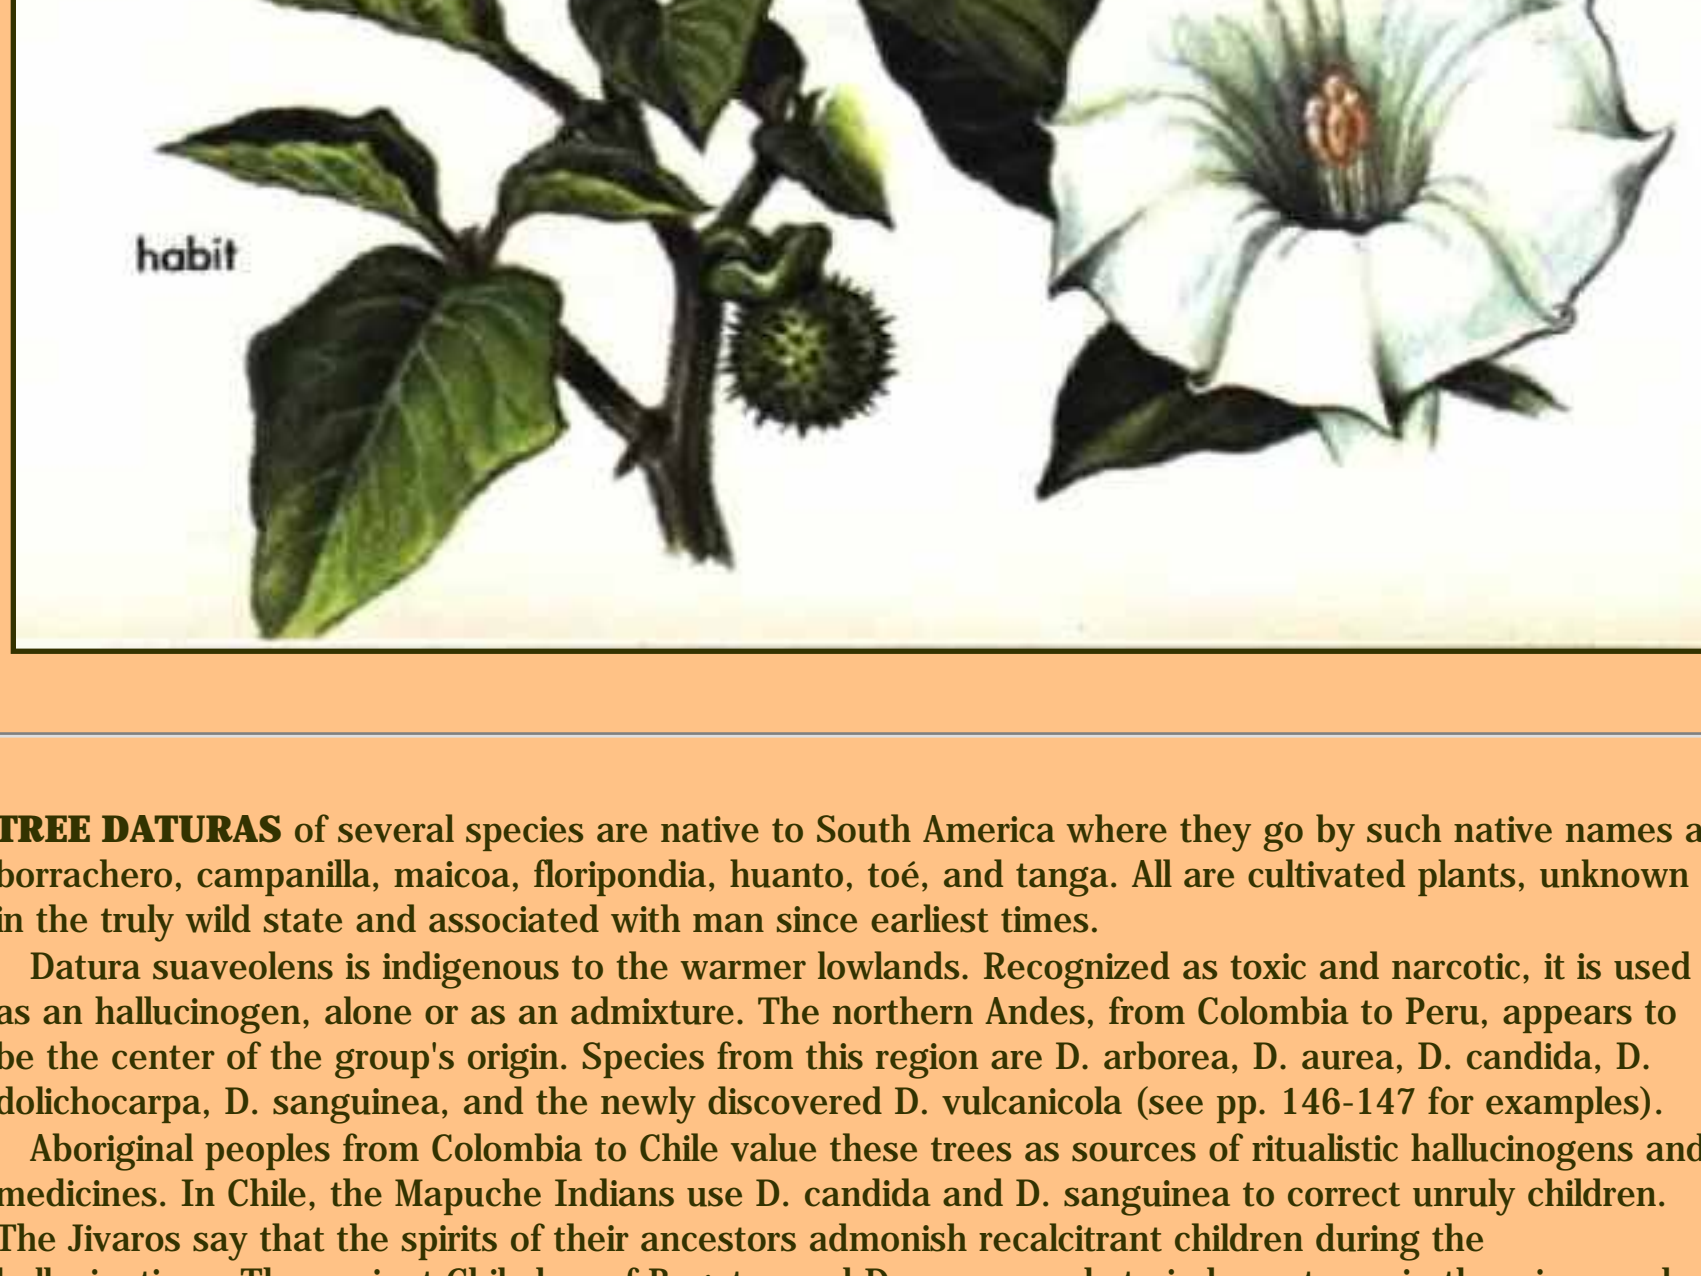 habit
TREE DATURAS of several species are native to South America where they go by such native names
borrachero, campanilla, maicoa, floripondia, huanto, toé, and tanga. All are cultivated plants, unknown
in the truly wild state and associated with man since earliest times.
Datura suaveolens is indigenous to the warmer lowlands. Recognized as toxic and narcotic, it is used
as an hallucinogen, alone or as an admixture. The northern Andes, from Colombia to Peru, appears to
be the center of the group's origin. Species from this region are D. arborea, D. aurea, D. candida, D.
dolichocarpa, D. sanguinea, and the newly discovered D. vulcanicola (see pp. 146-147 for examples).
Aboriginal peoples from Colombia to Chile value these trees as sources of ritualistic hallucinogens and
medicines. In Chile, the Mapuche Indians use D. candida and D. sanguinea to correct unruly children.
The Jivaros say that the spirits of their ancestors admonish recalcitrant children during the